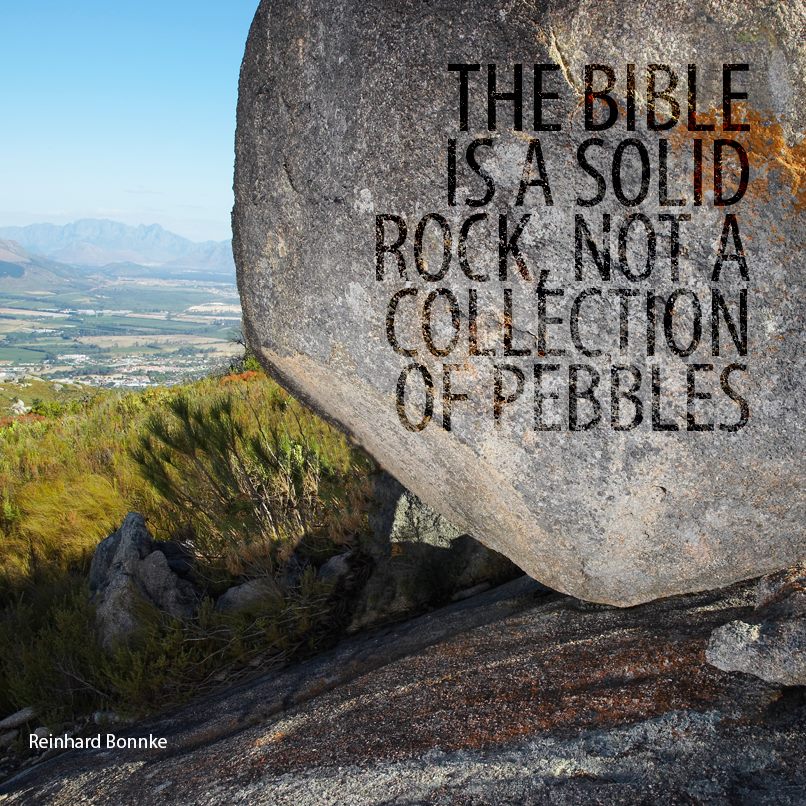 THE BIBLE
IS A SOLID
ROCK, NOT A
COLLECTION
OF PEBBLES
Reinhard Bonnke